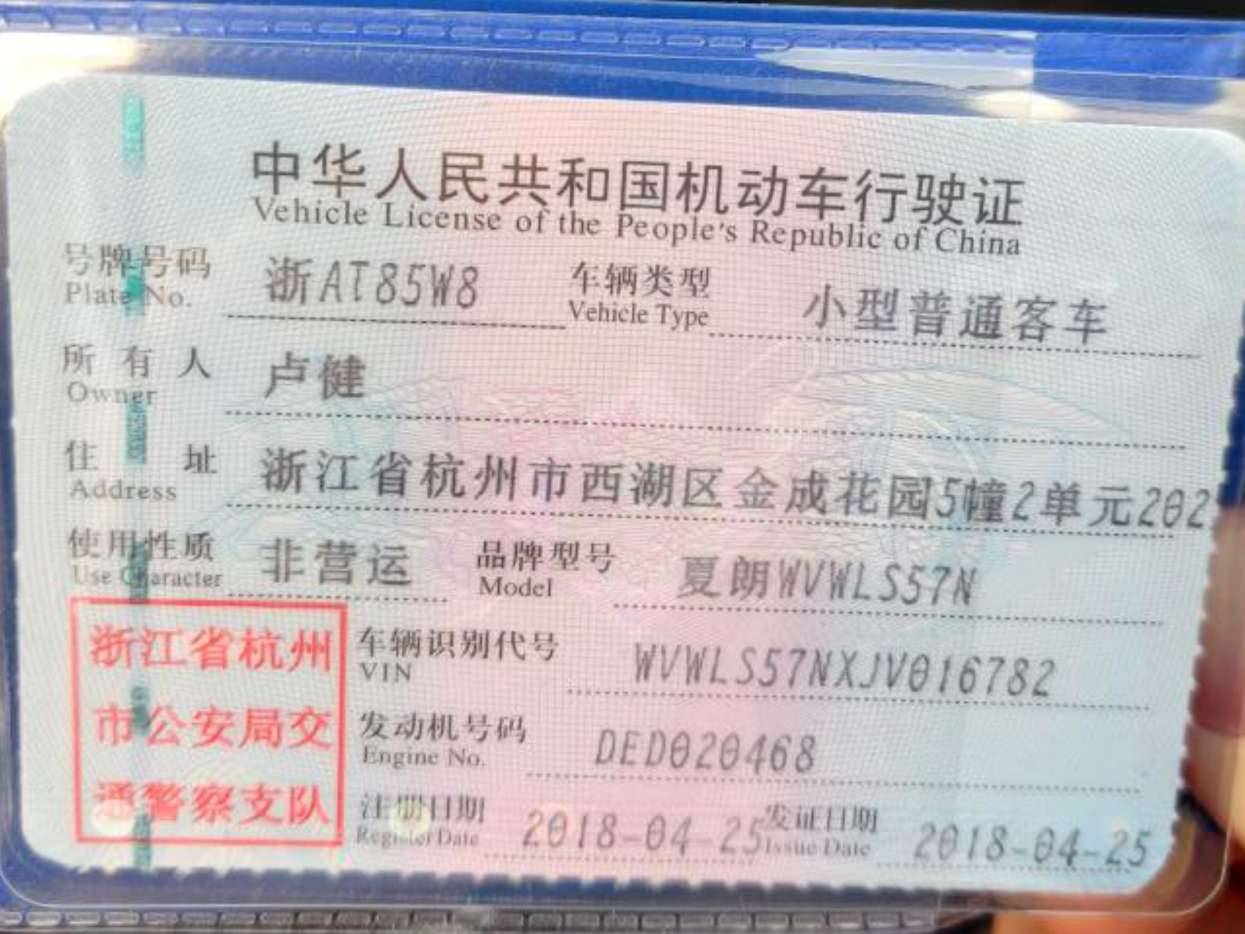 中华人民共和国机动车行驶证
Vehicle License of the People's Republic of China
号牌号码 浙AT85W8 车辆类型 小型普通客车
Plate No. Vehicle Type
所有人 卢健
Owner
住址 浙江省杭州市西湖区金成花园5幢2单元202
Address
使用性质 非营运 品牌型号 夏朗WVWLS57N
Use Character Model
浙江省杭州 车辆识别代号 WVWLS57NXJV016782
VIN
市公安局交 发动机号码 DED020468
Engine No.
通警察支队 注册日期 2018-04-25 发证日期 2018-04-25
Register Date Issue Date